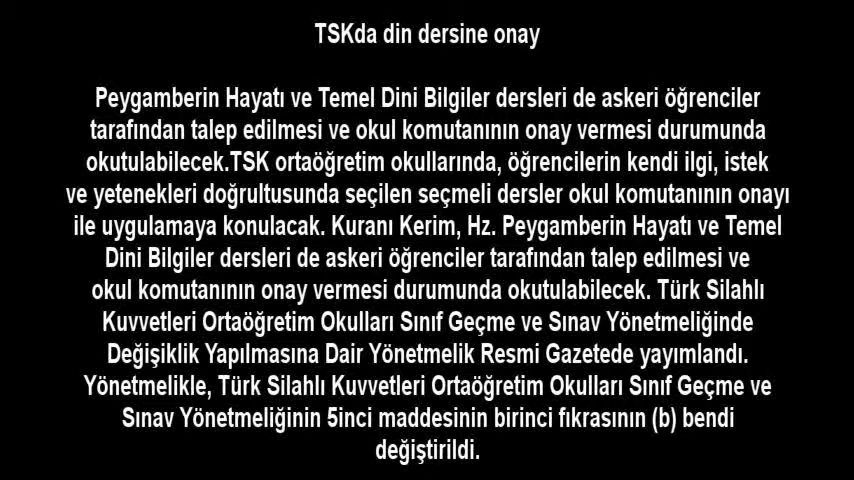 TSKda din dersine onay
Peygamberin Hayatı ve Temel Dini Bilgiler dersleri de askeri öğrenciler
tarafından talep edilmesi ve okul komutanının onay vermesi durumunda
okutulabilecek.TSK ortaöğretim okullarında, öğrencilerin kendi ilgi, istek
ve yetenekleri doğrultusunda seçilen seçmeli dersler okul komutanının onayı
ile uygulamaya konulacak. Kuranı Kerim, Hz. Peygamberin Hayatı ve Temel
Dini Bilgiler dersleri de askeri öğrenciler tarafından talep edilmesi ve
okul komutanının onay vermesi durumunda okutulabilecek. Türk Silahlı
Kuvvetleri Ortaöğretim Okulları Sınıf Geçme ve Sınav Yönetmeliğinde
Değişiklik Yapılmasına Dair Yönetmelik Resmi Gazetede yayımlandı.
Yönetmelikle, Türk Silahlı Kuvvetleri Ortaöğretim Okulları Sınıf Geçme ve
Sınav Yönetmeliğinin 5inci maddesinin birinci fıkrasının (b) bendi
değiştirildi.